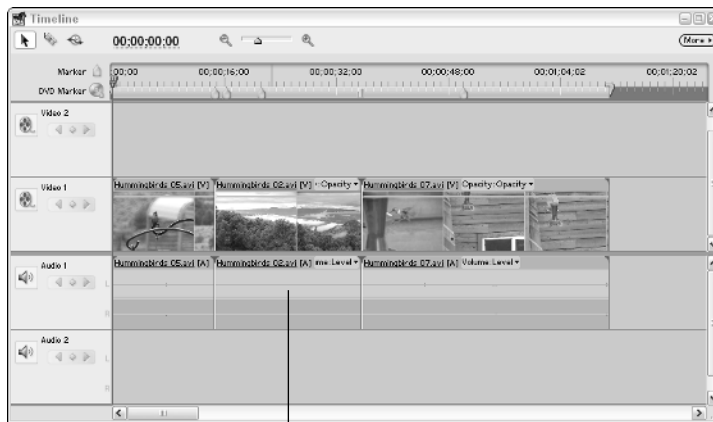 Timeline
00;00;00;00
More
Marker
00;00 00;00;16;00 00;00;32;00 00;00;48;00 00;01;04;02 00;01;20;02
DVD Marker
Video 2
Video 1
Hummingbirds 05.avi [V] Hummingbirds 02.avi [V] Opacity Hummingbirds 07.avi [V] Opacity:Opacity
Audio 1
Hummingbirds 05.avi [A] Hummingbirds 02.avi [A] me:Level Hummingbirds 07.avi [A] Volume:Level
L
R
Audio 2
L
R